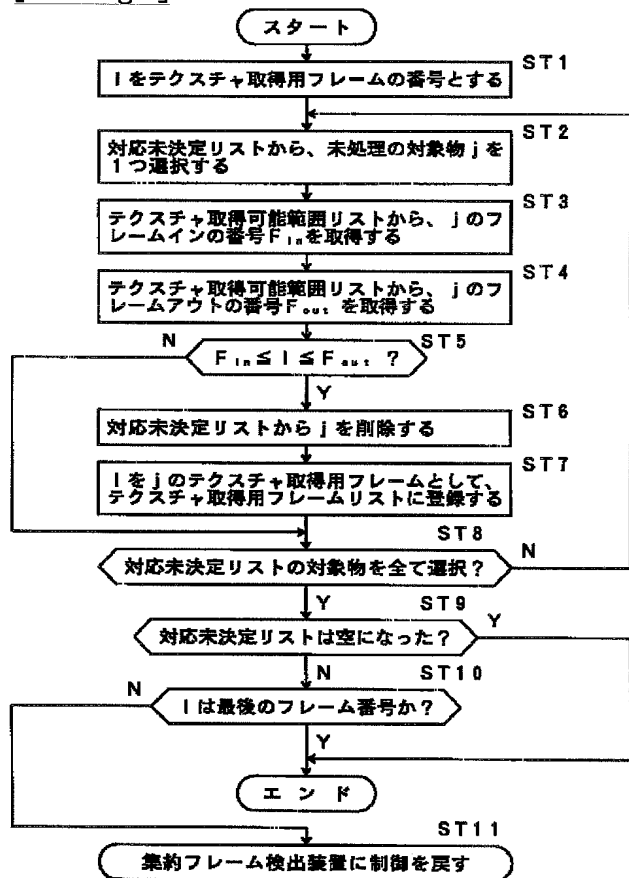 スタート
ST1
Iをテクスチャ取得用フレームの番号とする
ST2
対応未決定リストから、未処理の対象物jを
1つ選択する
ST3
テクスチャ取得可能範囲リストから、jのフ
レームインの番号Finを取得する
ST4
テクスチャ取得可能範囲リストから、jのフ
レームアウトの番号Foutを取得する
N
ST5
Fin≦I≦Fout ?
Y
ST6
対応未決定リストからjを削除する
ST7
Iをjのテクスチャ取得用フレームとして、
テクスチャ取得用フレームリストに登録する
ST8
対応未決定リストの対象物を全て選択?
N
Y
ST9
対応未決定リストは空になった?
Y
N
ST10
N
Iは最後のフレーム番号か?
Y
エンド
ST11
集約フレーム検出装置に制御を戻す